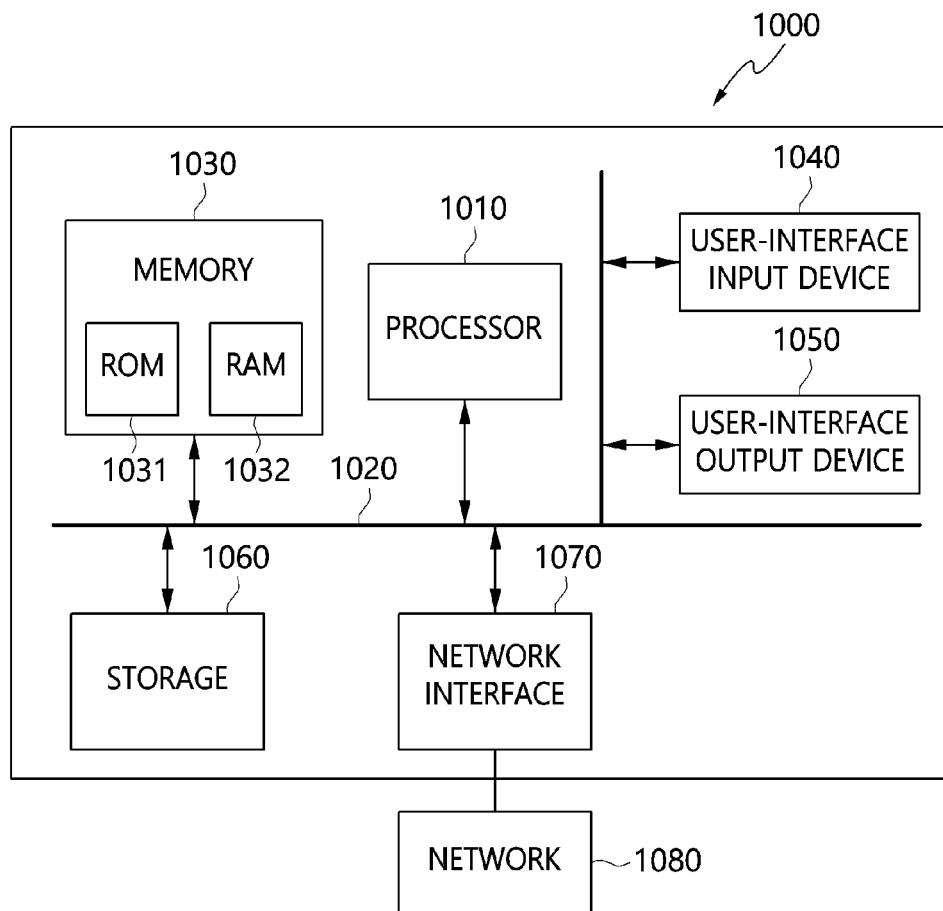 1000
1030
1010
1040
MEMORY
ROM
RAM
1031
1032
PROCESSOR
USER-INTERFACE
INPUT DEVICE
1050
USER-INTERFACE
OUTPUT DEVICE
1020
1060
1070
STORAGE
NETWORK
INTERFACE
NETWORK
1080